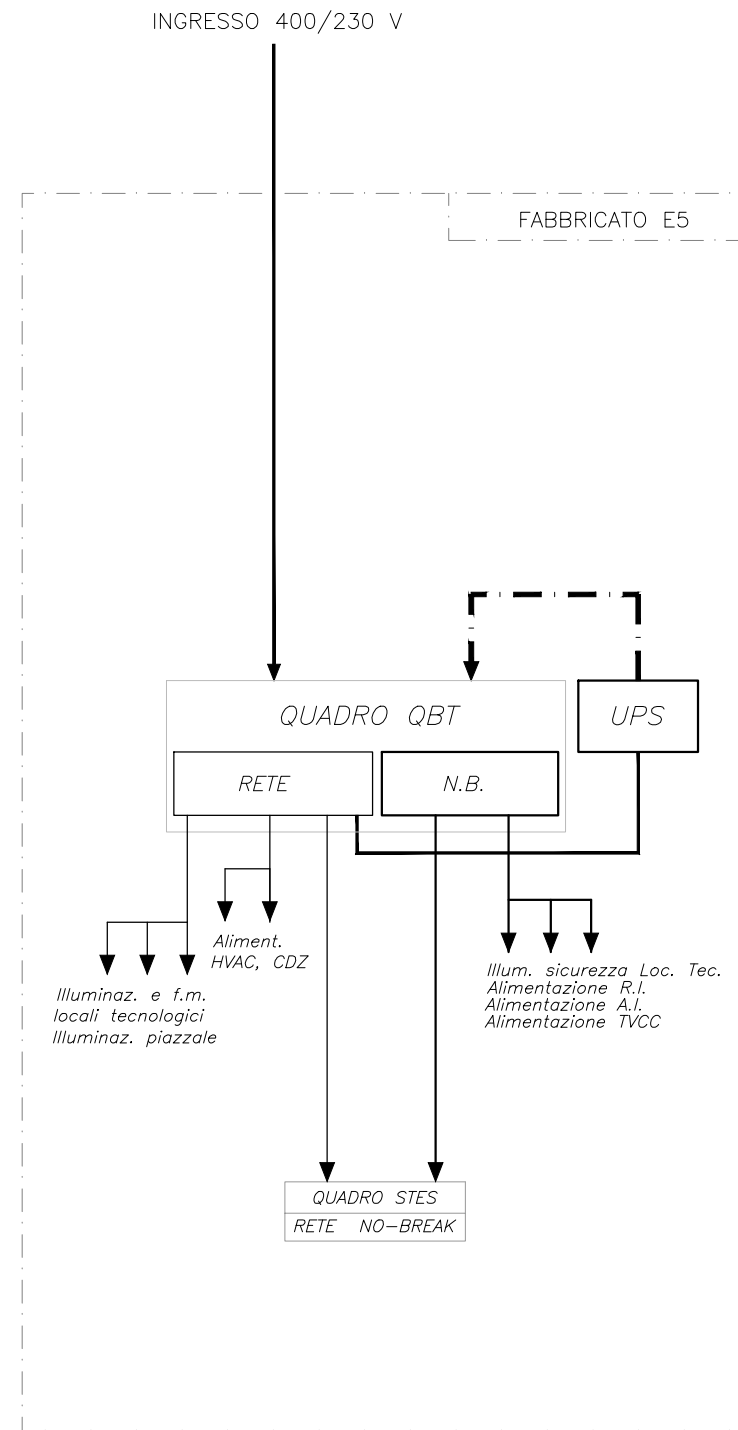 INGRESSO 400/230 V
FABBRICATO E5
QUADRO QBT
UPS
RETE
N.B.
Aliment.
HVAC, CDZ
Illuminaz. e f.m.
locali tecnologici
Illuminaz. piazzale
Illum. sicurezza Loc. Tec.
Alimentazione R.I.
Alimentazione A.I.
Alimentazione TVCC
QUADRO STES
RETE NO-BREAK